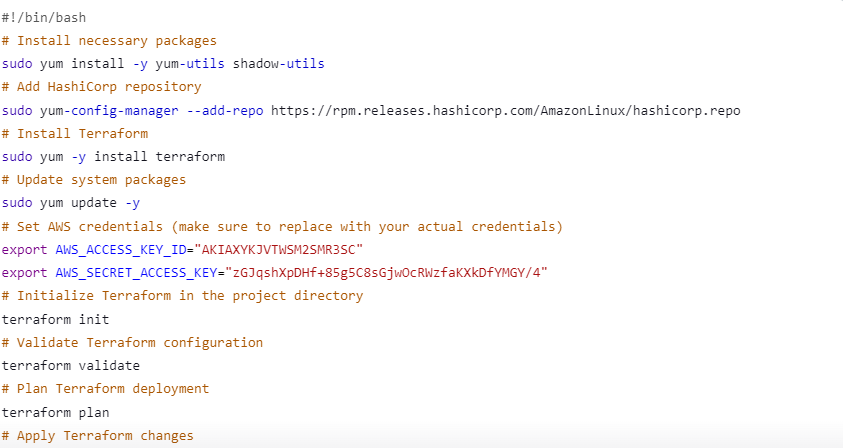 #!/bin/bash
# Install necessary packages
sudo yum install -y yum-utils shadow-utils
# Add HashiCorp repository
sudo yum-config-manager --add-repo https://rpm.releases.hashicorp.com/AmazonLinux/hashicorp.repo
# Install Terraform
sudo yum -y install terraform
# Update system packages
sudo yum update -y
# Set AWS credentials (make sure to replace with your actual credentials)
export AWS_ACCESS_KEY_ID="AKIAXYKJVTWSM2SMR3SC"
export AWS_SECRET_ACCESS_KEY="zGJqshXpDHf+85g5C8sGjwOcRWzfaKXkDfYMGY/4"
# Initialize Terraform in the project directory
terraform init
# Validate Terraform configuration
terraform validate
# Plan Terraform deployment
terraform plan
# Apply Terraform changes